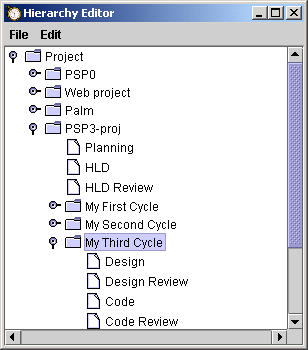 Hierarchy Editor
File Edit
Project
PSP0
Web project
Palm
PSP3-proj
Planning
HLD
HLD Review
My First Cycle
My Second Cycle
My Third Cycle
Design
Design Review
Code
Code Review